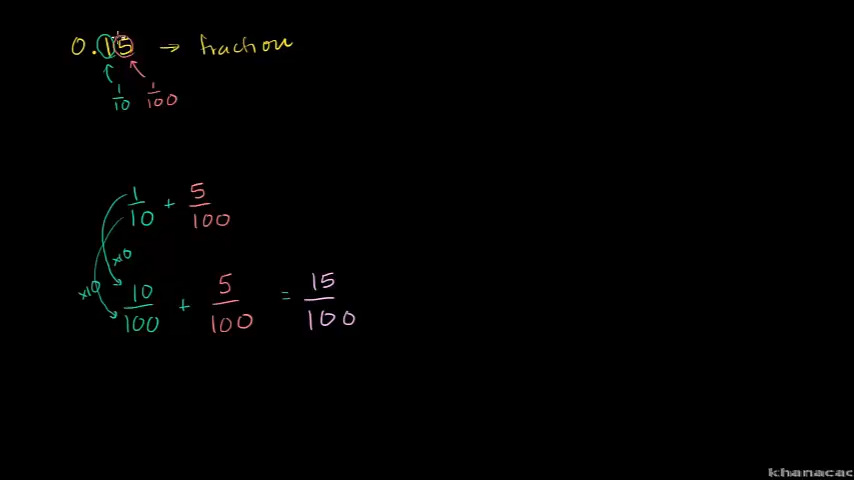 0.15 → fraction
1/10 1/100
1/10 + 5/100
×10
×10
10/100 + 5/100 = 15/100
khanacac